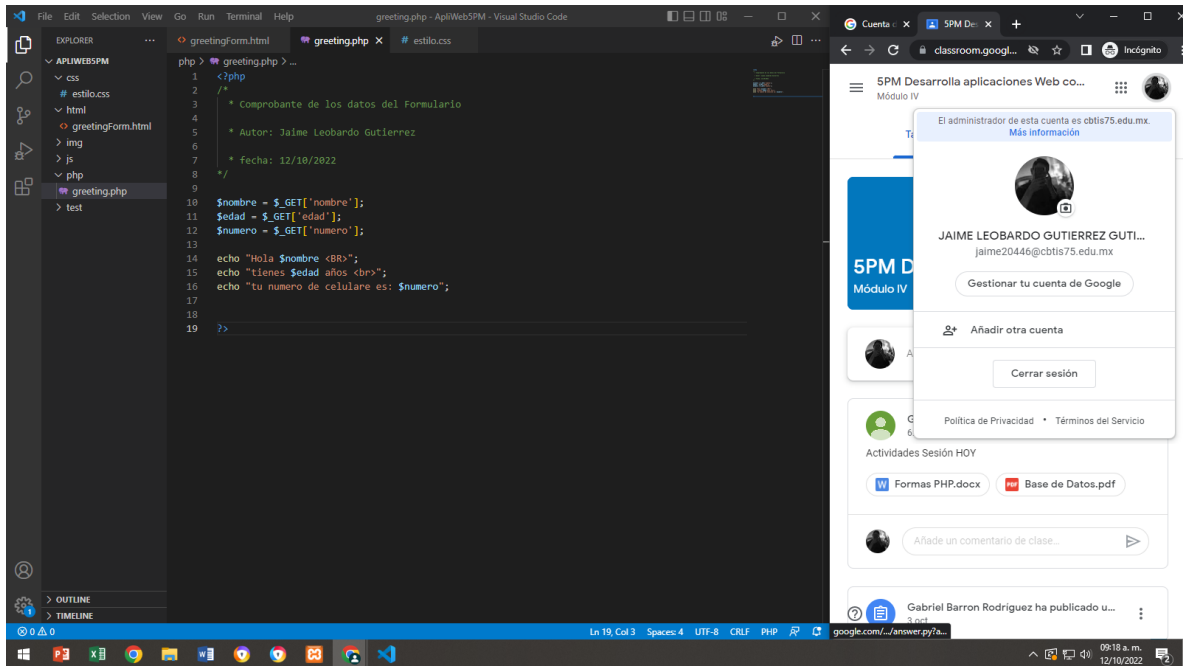 File Edit Selection View Go Run Terminal Help greeting.php - ApliWeb5PM - Visual Studio Code
EXPLORER
APLIWEB5PM
css
# estilo.css
html
greetingForm.html
img
js
php
greeting.php
test
OUTLINE
TIMELINE
greetingForm.html greeting.php # estilo.css
php > greeting.php > ...
1 <?php
2 /*
3 * Comprobante de los datos del Formulario
4
5 * Autor: Jaime Leobardo Gutierrez
6
7 * fecha: 12/10/2022
8 */
9
10 $nombre = $_GET['nombre'];
11 $edad = $_GET['edad'];
12 $numero = $_GET['numero'];
13
14 echo "Hola $nombre <BR>";
15 echo "tienes $edad años <br>";
16 echo "tu numero de celulare es: $numero";
17
18
19 ?>
0 0 Ln 19, Col 3 Spaces: 4 UTF-8 CRLF PHP
1
Cuenta d 5PM De
classroom.googl... Incógnito
5PM Desarrolla aplicaciones Web co...
Módulo IV
El administrador de esta cuenta es cbtis75.edu.mx.
Más información
JAIME LEOBARDO GUTIERREZ GUTI...
jaime20446@cbtis75.edu.mx
Gestionar tu cuenta de Google
Añadir otra cuenta
Cerrar sesión
Política de Privacidad • Términos del Servicio
5PM D
Módulo IV
Actividades Sesión HOY
Formas PHP.docx
Base de Datos.pdf
Añade un comentario de clase...
Gabriel Barron Rodríguez ha publicado u...
3 oct
google.com/.../answer.py?a...
09:18 a. m.
12/10/2022
2